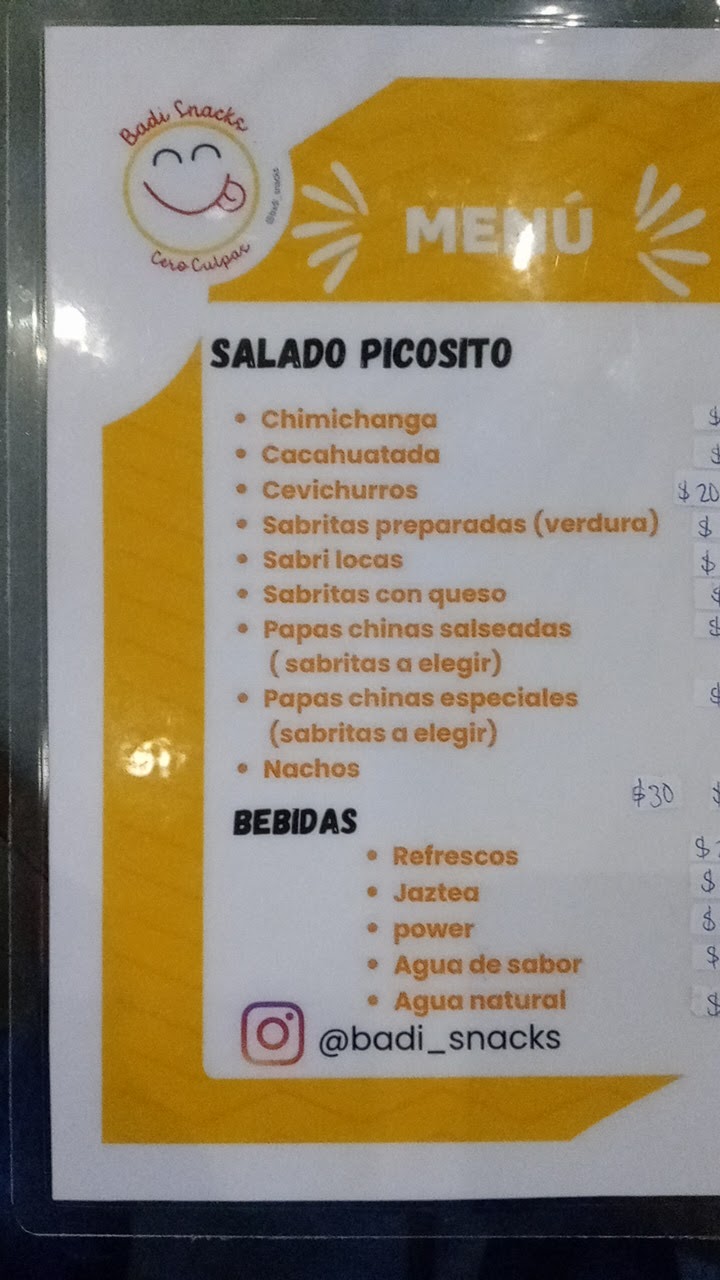 Badi Snacks
@badi_snacks
Cero Culpas
MENÚ
SALADO PICOSITO
• Chimichanga $
• Cacahuatada $
• Cevichurros $20
• Sabritas preparadas (verdura) $
• Sabri locas $
• Sabritas con queso $
• Papas chinas salseadas $
( sabritas a elegir)
• Papas chinas especiales $
(sabritas a elegir)
• Nachos
$30 $
BEBIDAS
• Refrescos $
• Jaztea $
• power $
• Agua de sabor $
• Agua natural $
@badi_snacks